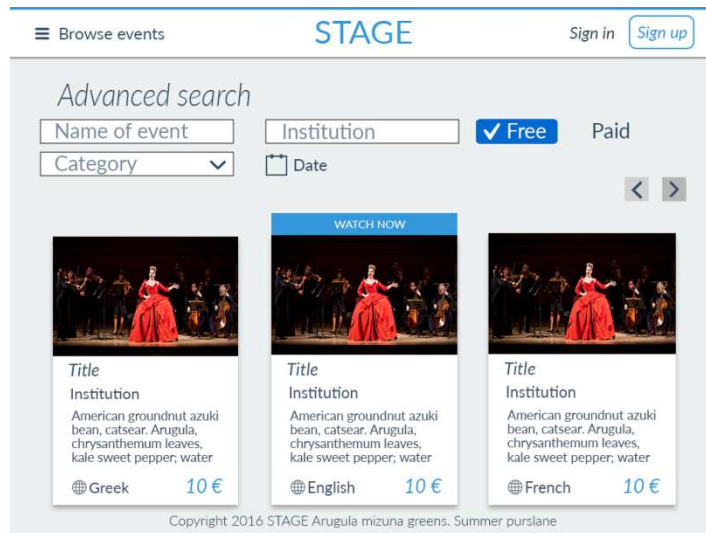 Browse events
STAGE
Sign in
Sign up
Advanced search
Name of event
Institution
Free
Paid
Category
Date
WATCH NOW
Title
Institution
American groundnut azuki
bean, catsear. Arugula,
chrysanthemum leaves,
kale sweet pepper; water
Greek
10 €
Title
Institution
American groundnut azuki
bean, catsear. Arugula,
chrysanthemum leaves,
kale sweet pepper; water
English
10 €
Title
Institution
American groundnut azuki
bean, catsear. Arugula,
chrysanthemum leaves,
kale sweet pepper; water
French
10 €
Copyright 2016 STAGE Arugula mizuna greens. Summer purslane